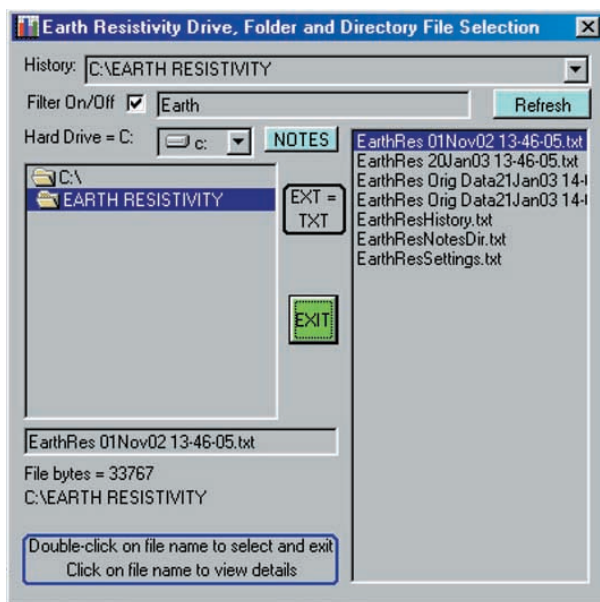 Earth Resistivity Drive, Folder and Directory File Selection
History: C:\EARTH RESISTIVITY
Filter On/Off Earth Refresh
Hard Drive = C: c: NOTES
C:\
EARTH RESISTIVITY
EXT =
TXT
EXIT
EarthRes 01Nov02 13-46-05.txt
EarthRes 20Jan03 13-46-05.txt
EarthRes Orig Data21Jan03 14-
EarthRes Orig Data21Jan03 14-
EarthResHistory.txt
EarthResNotesDir.txt
EarthResSettings.txt
EarthRes 01Nov02 13-46-05.txt
File bytes = 33767
C:\EARTH RESISTIVITY
Double-click on file name to select and exit
Click on file name to view details